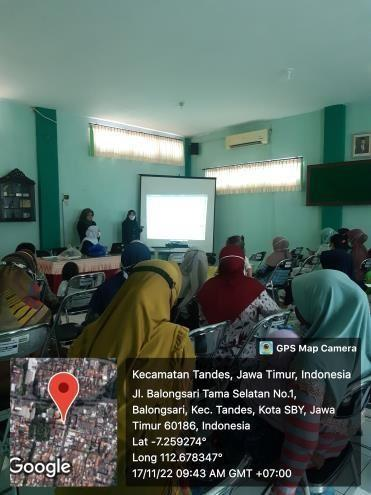 GPS Map Camera
Kecamatan Tandes, Jawa Timur, Indonesia
Jl. Balongsari Tama Selatan No.1,
Balongsari, Kec. Tandes, Kota SBY, Jawa
Timur 60186, Indonesia
Lat -7.259274°
Long 112.678347°
17/11/22 09:43 AM GMT +07:00
Google